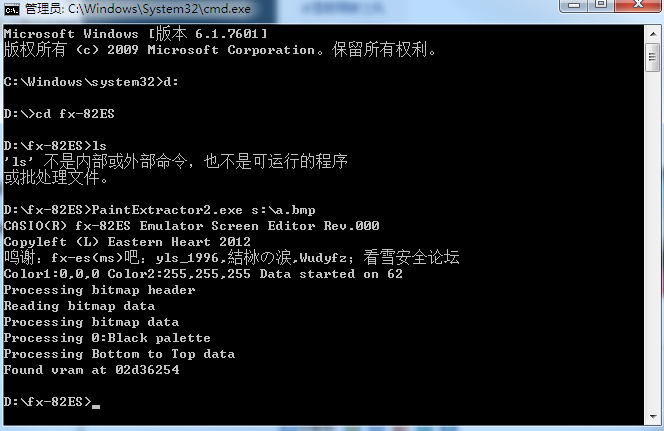 管理员: C:\Windows\System32\cmd.exe
Microsoft Windows [版本 6.1.7601]
版权所有 (c) 2009 Microsoft Corporation。保留所有权利。
C:\Windows\system32>d:
D:\>cd fx-82ES
D:\fx-82ES>ls
'ls' 不是内部或外部命令，也不是可运行的程序
或批处理文件。
D:\fx-82ES>PaintExtractor2.exe s:\a.bmp
CASIO(R) fx-82ES Emulator Screen Editor Rev.000
Copyleft (L) Eastern Heart 2012
鸣谢：fx-es(ms)吧：yls_1996,結梻の涙,Wudyfz；看雪安全论坛
Color1:0,0,0 Color2:255,255,255 Data started on 62
Processing bitmap header
Reading bitmap data
Processing bitmap data
Processing 0:Black palette
Processing Bottom to Top data
Found vram at 02d36254
D:\fx-82ES>_